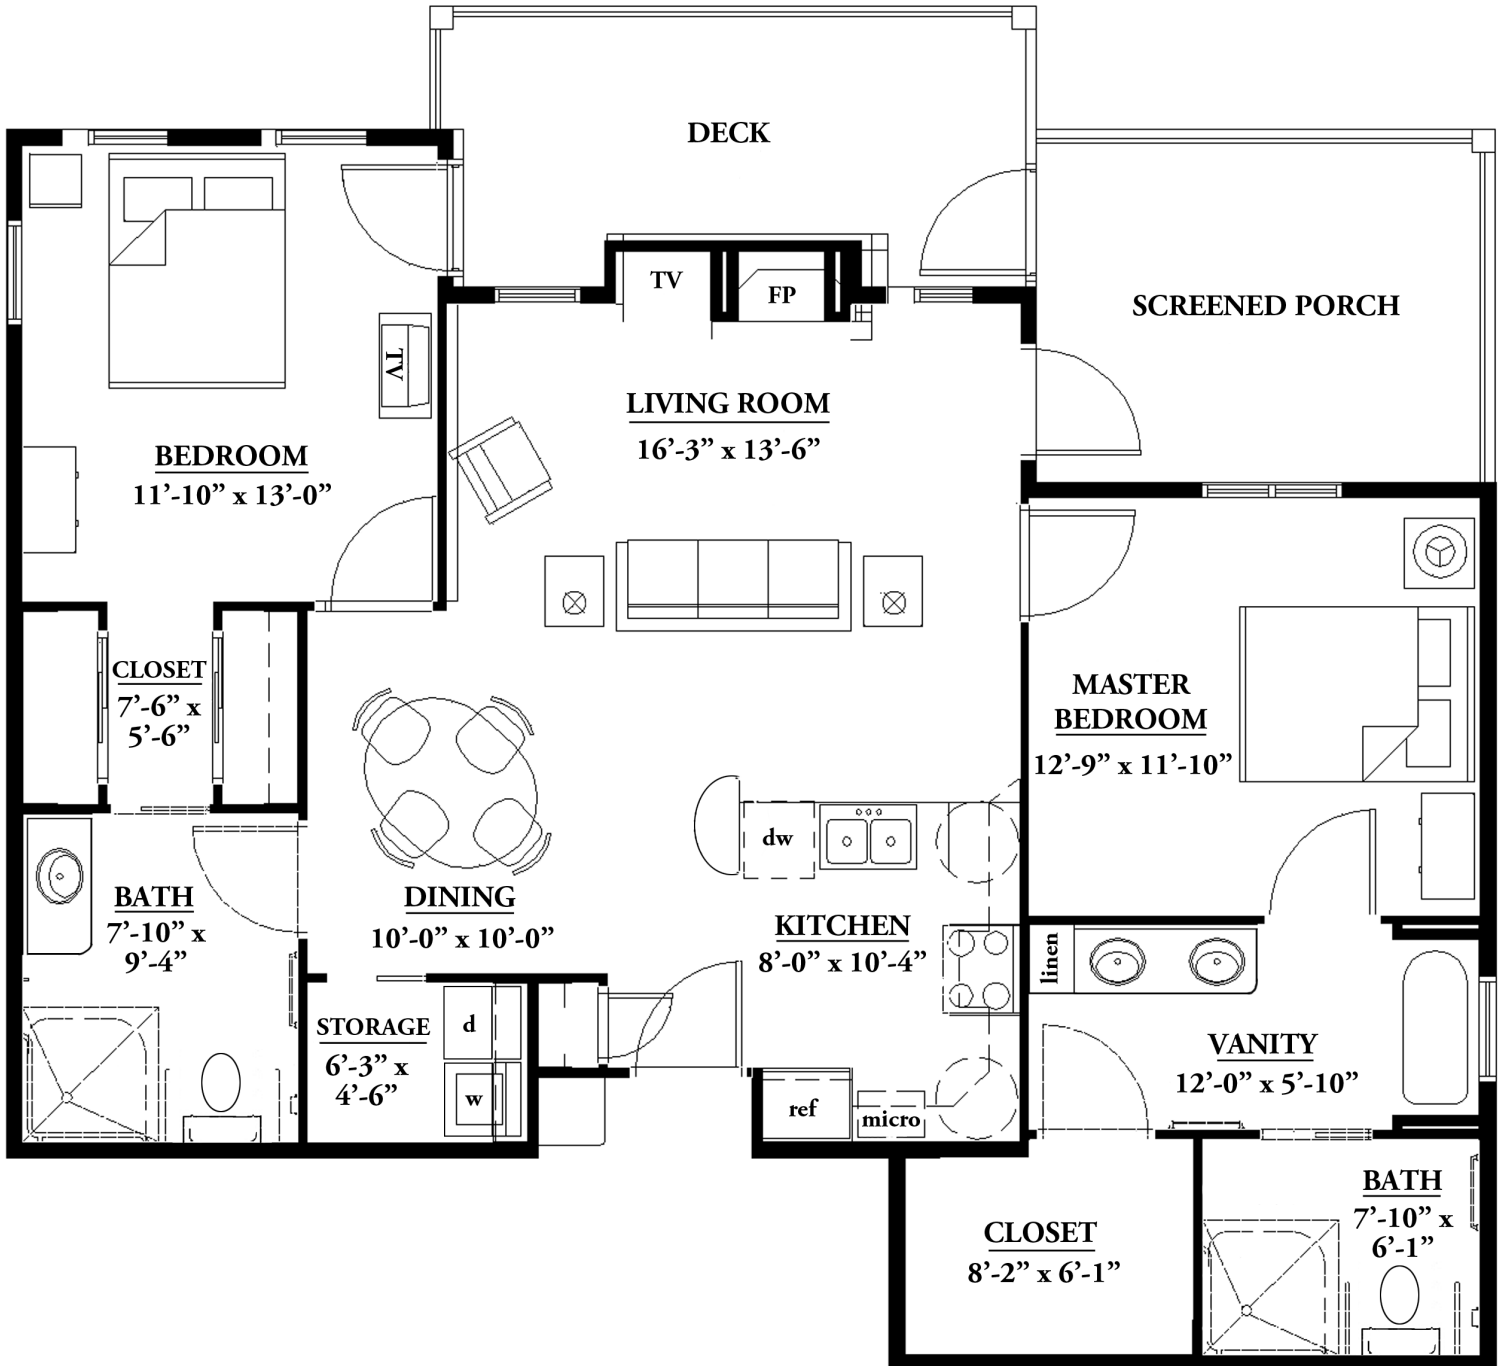 DECK
SCREENED PORCH
TV
FP
TV
LIVING ROOM
16’-3” x 13’-6”
BEDROOM
11’-10” x 13’-0”
CLOSET
7’-6” x
5’-6”
MASTER
BEDROOM
12’-9” x 11’-10”
dw
BATH
7’-10” x
9’-4”
DINING
10’-0” x 10’-0”
KITCHEN
8’-0” x 10’-4”
linen
STORAGE
6’-3” x
4’-6”
d
w
VANITY
12’-0” x 5’-10”
ref
micro
BATH
7’-10” x
6’-1”
CLOSET
8’-2” x 6’-1”